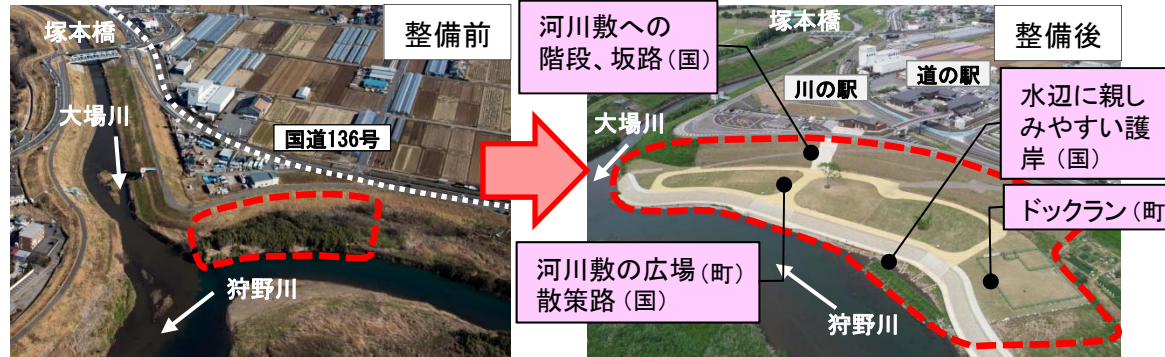 塚本橋
整備前
大場川
国道136号
狩野川
河川敷への
階段、坂路(国)
塚本橋
整備後
川の駅
道の駅
大場川
水辺に親し
みやすい護
岸(国)
ドックラン(町
河川敷の広場(町)
散策路(国)
狩野川